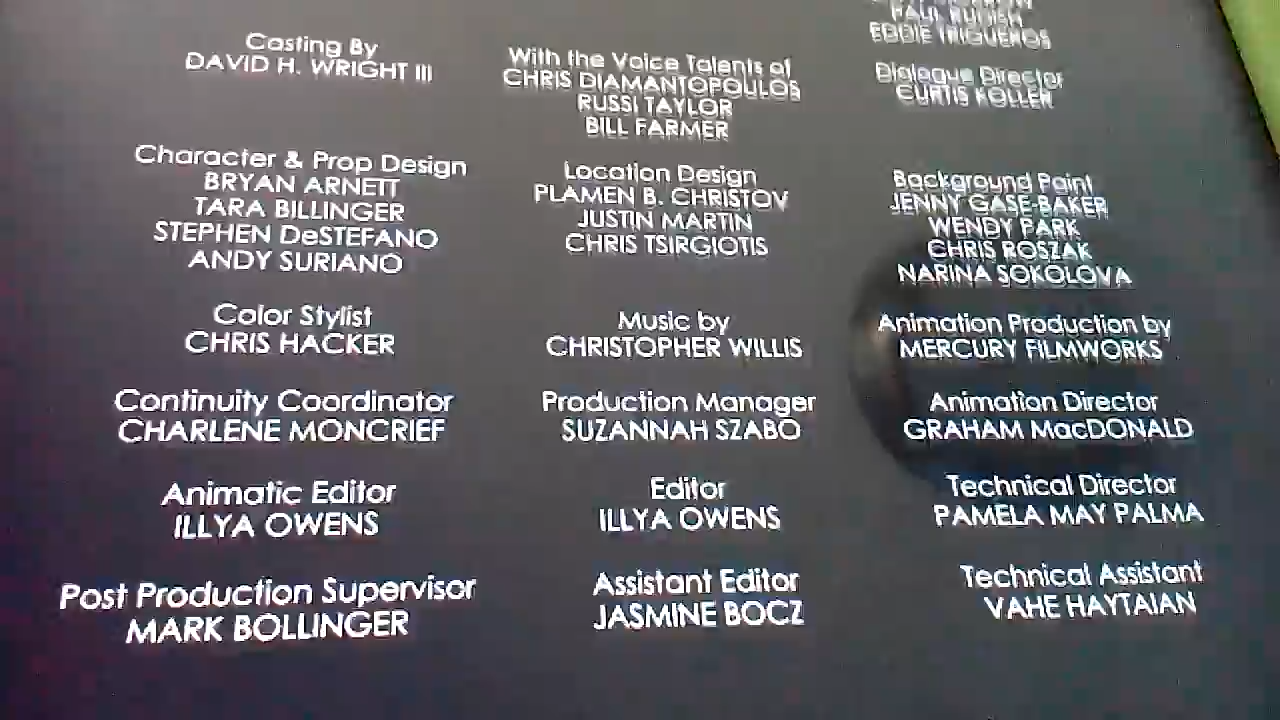 Casting By
DAVID H. WRIGHT III
With the Voice Talents of
CHRIS DIAMANTOPOULOS
RUSSI TAYLOR
BILL FARMER
PAUL RUDISH
EDDIE TRIGUEROS
Dialogue Director
CURTIS KOLLER
Character & Prop Design
BRYAN ARNETT
TARA BILLINGER
STEPHEN DeSTEFANO
ANDY SURIANO
Location Design
PLAMEN B. CHRISTOV
JUSTIN MARTIN
CHRIS TSIRGIOTIS
Background Paint
JENNY GASE-BAKER
WENDY PARK
CHRIS ROSZAK
NARINA SOKOLOVA
Color Stylist
CHRIS HACKER
Music by
CHRISTOPHER WILLIS
Animation Production by
MERCURY FILMWORKS
Continuity Coordinator
CHARLENE MONCRIEF
Production Manager
SUZANNAH SZABO
Animation Director
GRAHAM MacDONALD
Animatic Editor
ILLYA OWENS
Editor
ILLYA OWENS
Technical Director
PAMELA MAY PALMA
Post Production Supervisor
MARK BOLLINGER
Assistant Editor
JASMINE BOCZ
Technical Assistant
VAHE HAYTAIAN